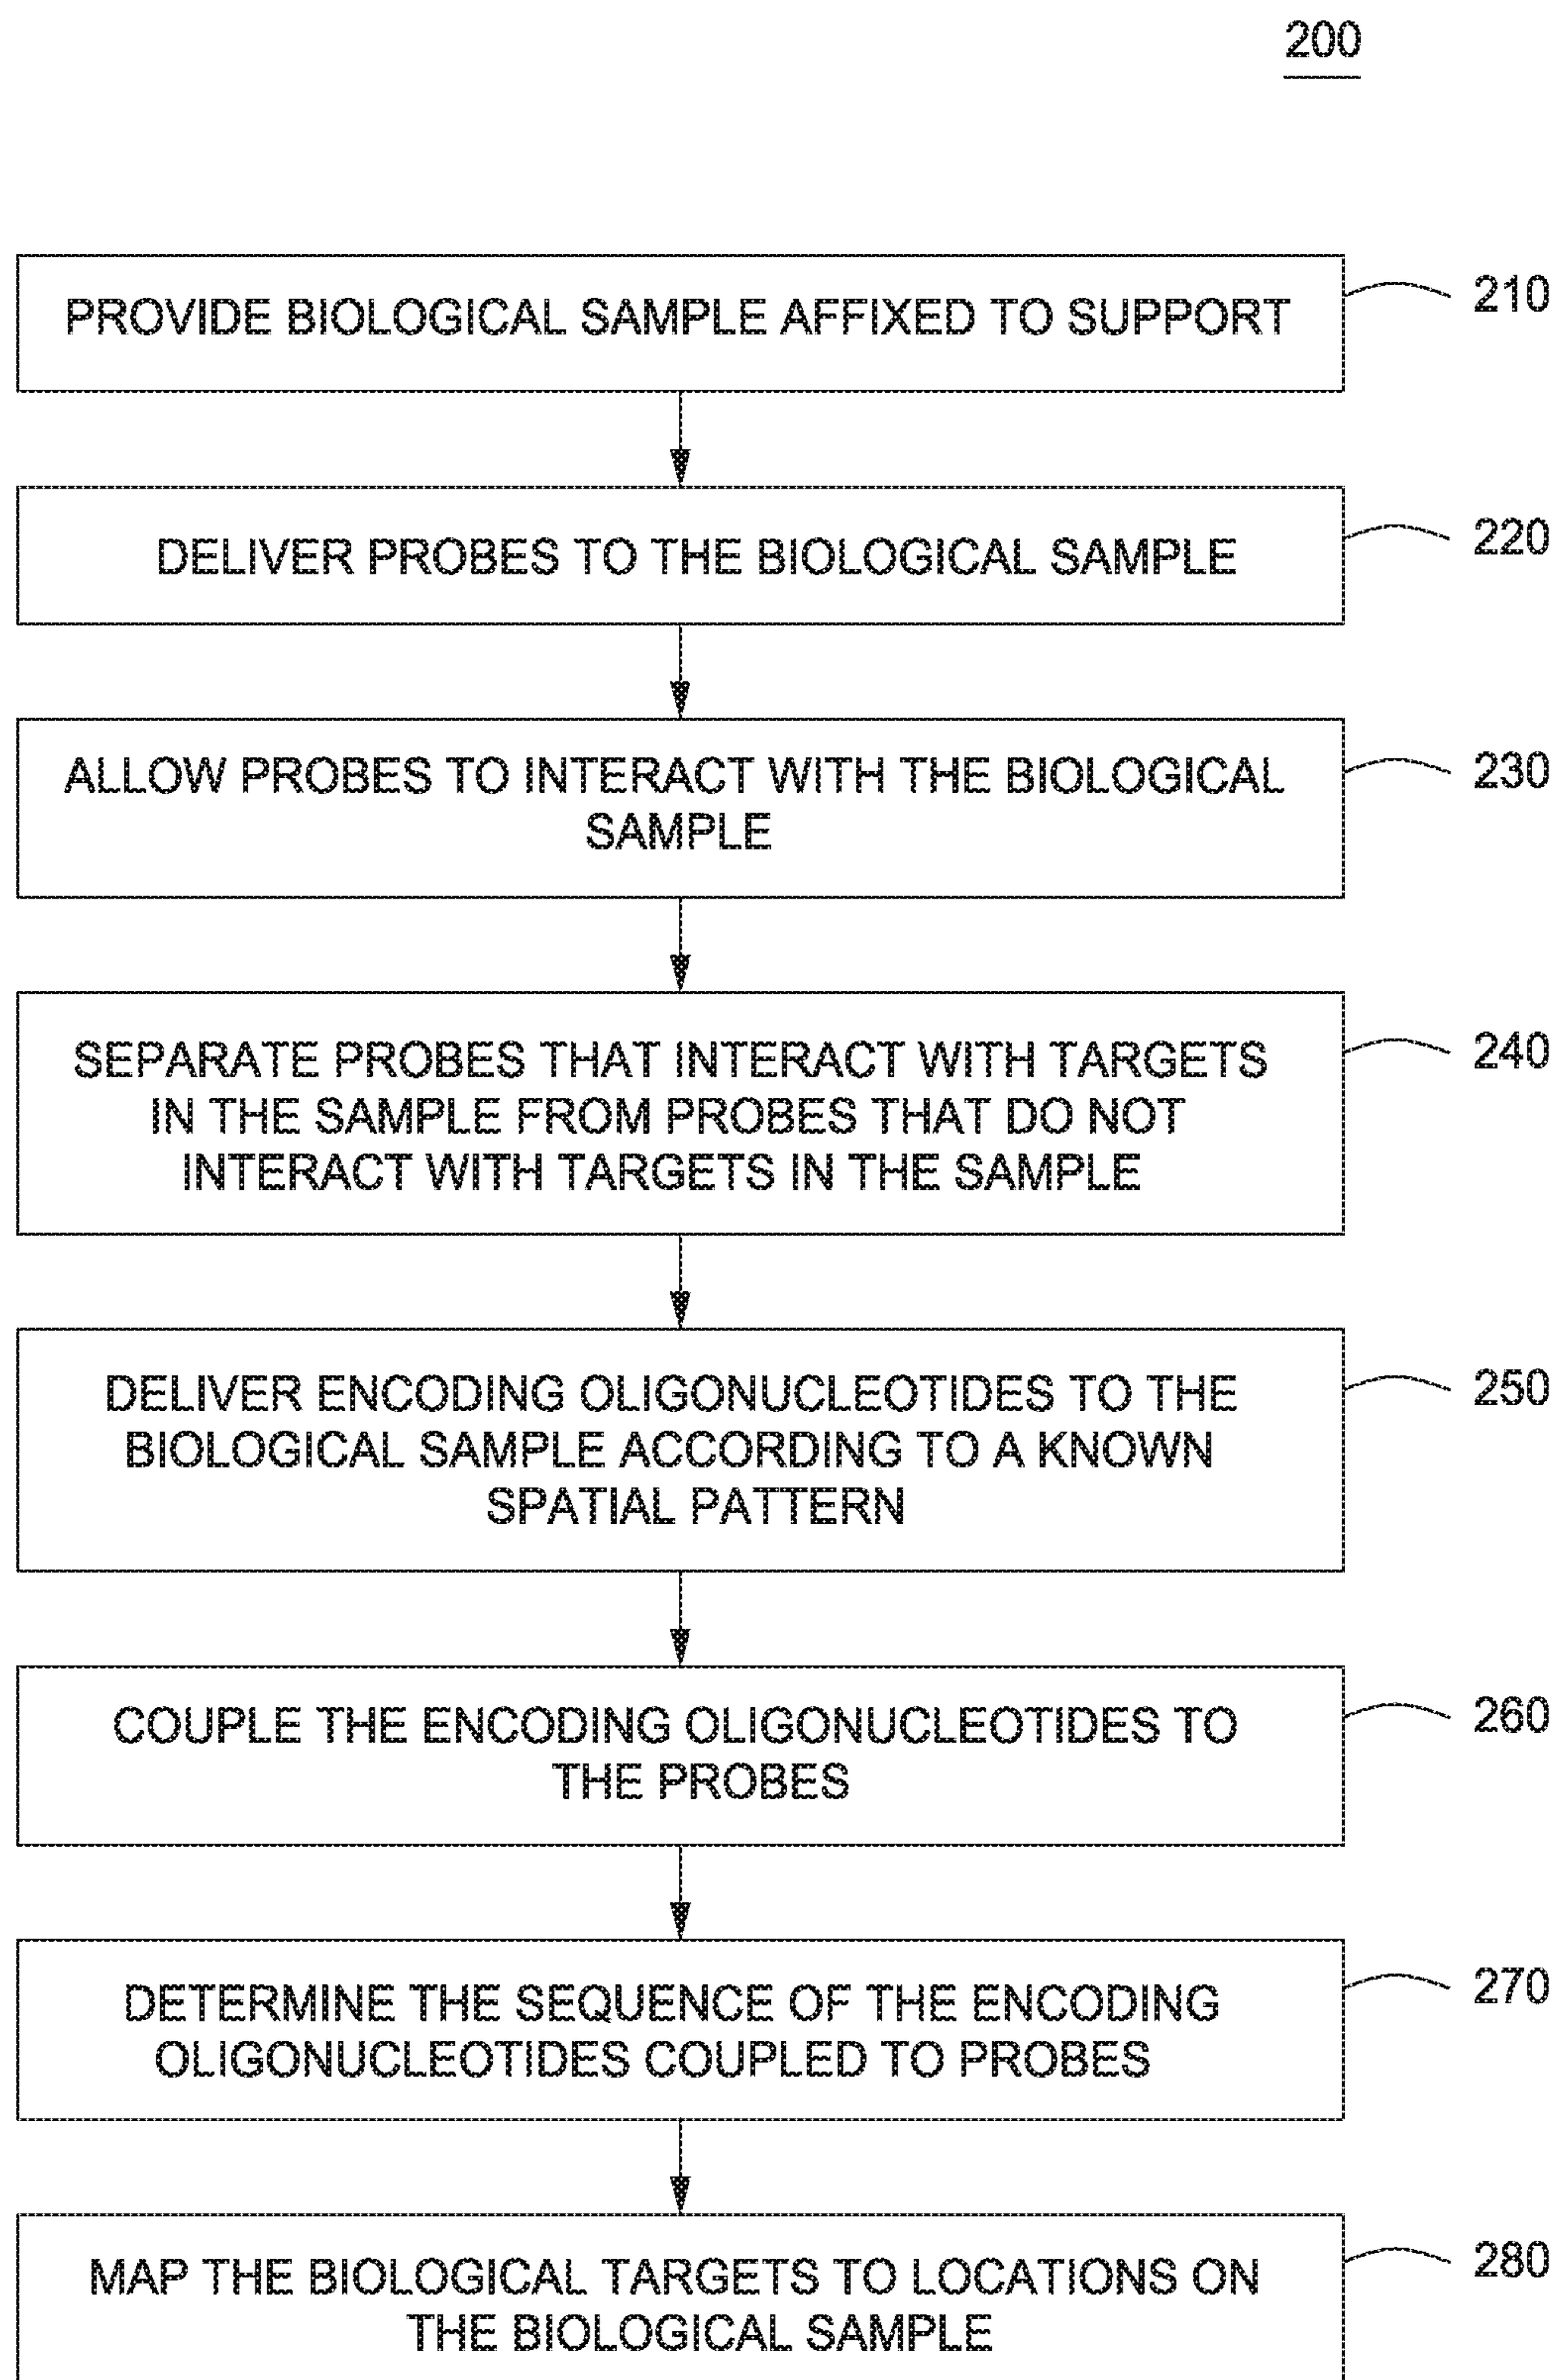 200
PROVIDE BIOLOGICAL SAMPLE AFFIXED TO SUPPORT
210
DELIVER PROBES TO THE BIOLOGICAL SAMPLE
220
ALLOW PROBES TO INTERACT WITH THE BIOLOGICAL
SAMPLE
230
SEPARATE PROBES THAT INTERACT WITH TARGETS
IN THE SAMPLE FROM PROBES THAT DO NOT
INTERACT WITH TARGETS IN THE SAMPLE
240
DELIVER ENCODING OLIGONUCLEOTIDES TO THE
BIOLOGICAL SAMPLE ACCORDING TO A KNOWN
SPATIAL PATTERN
250
COUPLE THE ENCODING OLIGONUCLEOTIDES TO
THE PROBES
260
DETERMINE THE SEQUENCE OF THE ENCODING
OLIGONUCLEOTIDES COUPLED TO PROBES
270
MAP THE BIOLOGICAL TARGETS TO LOCATIONS ON
THE BIOLOGICAL SAMPLE
280